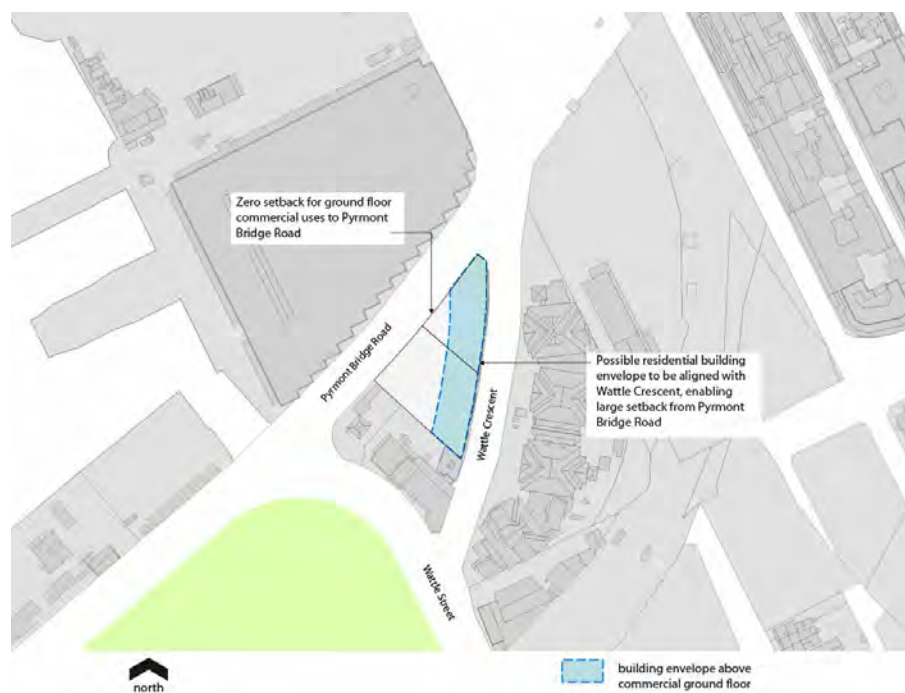 Zero setback for ground floor
commercial uses to Pyrmont
Bridge Road
Pyrmont Bridge Road
Possible residential building
envelope to be aligned with
Wattle Crescent, enabling
large setback from Pyrmont
Bridge Road
Wattle Crescent
Wattle Street
north
building envelope above
commercial ground floor